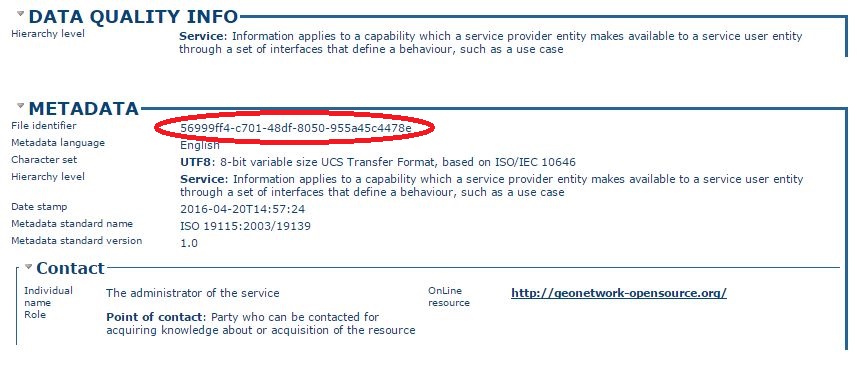 DATA QUALITY INFO
Hierarchy level
Service: Information applies to a capability which a service provider entity makes available to a service user entity
through a set of interfaces that define a behaviour, such as a use case
METADATA
File identifier
56999ff4-c701-48df-8050-955a45c4478e
Metadata language
English
Character set
UTF8: 8-bit variable size UCS Transfer Format, based on ISO/IEC 10646
Hierarchy level
Service: Information applies to a capability which a service provider entity makes available to a service user entity
through a set of interfaces that define a behaviour, such as a use case
Date stamp
2016-04-20T14:57:24
Metadata standard name
ISO 19115:2003/19139
Metadata standard version
1.0
Contact
Individual
name
The administrator of the service
OnLine
resource
http://geonetwork-opensource.org/
Role
Point of contact: Party who can be contacted for
acquiring knowledge about or acquisition of the resource